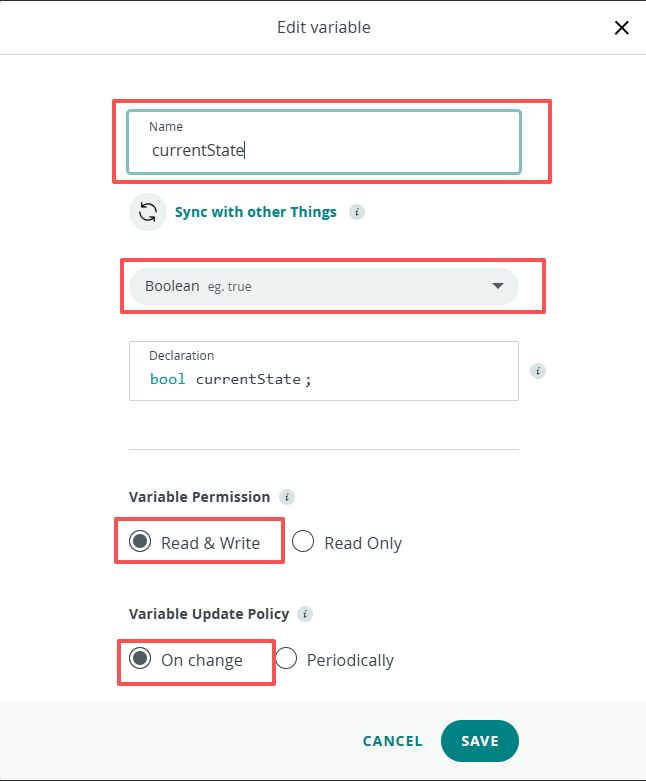 Edit variable
Name
currentState
Sync with other Things i
Boolean eg. true
Declaration
bool currentState;
i
Variable Permission i
Read & Write Read Only
Variable Update Policy i
On change Periodically
CANCEL SAVE